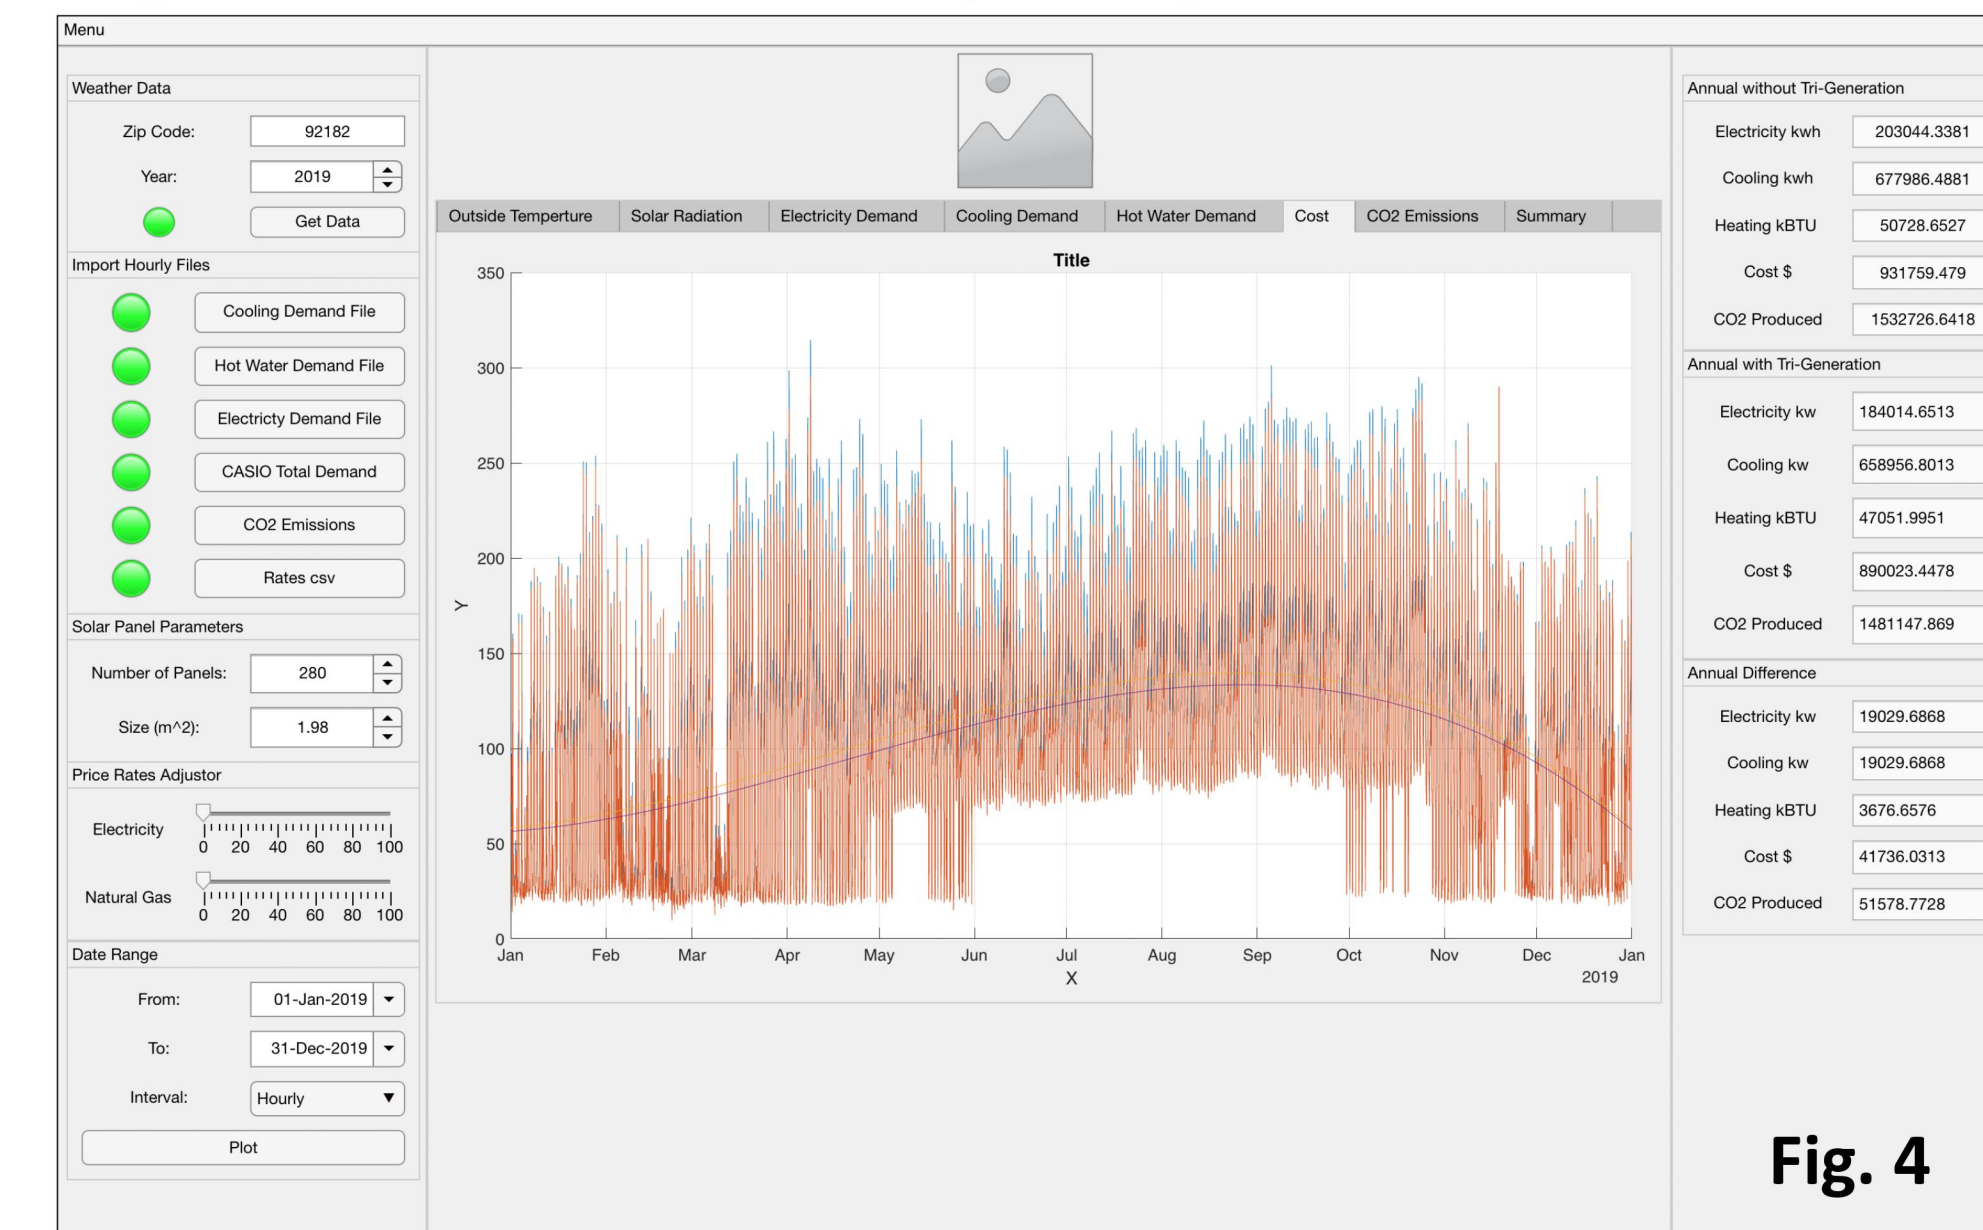 Menu
Weather Data
Zip Code: 92182
Year: 2019
Get Data
Import Hourly Files
Cooling Demand File
Hot Water Demand File
Electricty Demand File
CASIO Total Demand
CO2 Emissions
Rates csv
Solar Panel Parameters
Number of Panels: 280
Size (m^2): 1.98
Price Rates Adjustor
Electricity
0 20 40 60 80 100
Natural Gas
0 20 40 60 80 100
Date Range
From: 01-Jan-2019
To: 31-Dec-2019
Interval: Hourly
Plot
Outside Temperture Solar Radiation Electricity Demand Cooling Demand Hot Water Demand Cost CO2 Emissions Summary
Title
350
300
250
200
150
100
50
0
Y
Jan Feb Mar Apr May Jun Jul Aug Sep Oct Nov Dec Jan
X
2019
Annual without Tri-Generation
Electricity kwh 203044.3381
Cooling kwh 677986.4881
Heating kBTU 50728.6527
Cost $ 931759.479
CO2 Produced 1532726.6418
Annual with Tri-Generation
Electricity kw 184014.6513
Cooling kw 658956.8013
Heating kBTU 47051.9951
Cost $ 890023.4478
CO2 Produced 1481147.869
Annual Difference
Electricity kw 19029.6868
Cooling kw 19029.6868
Heating kBTU 3676.6576
Cost $ 41736.0313
CO2 Produced 51578.7728
Fig. 4